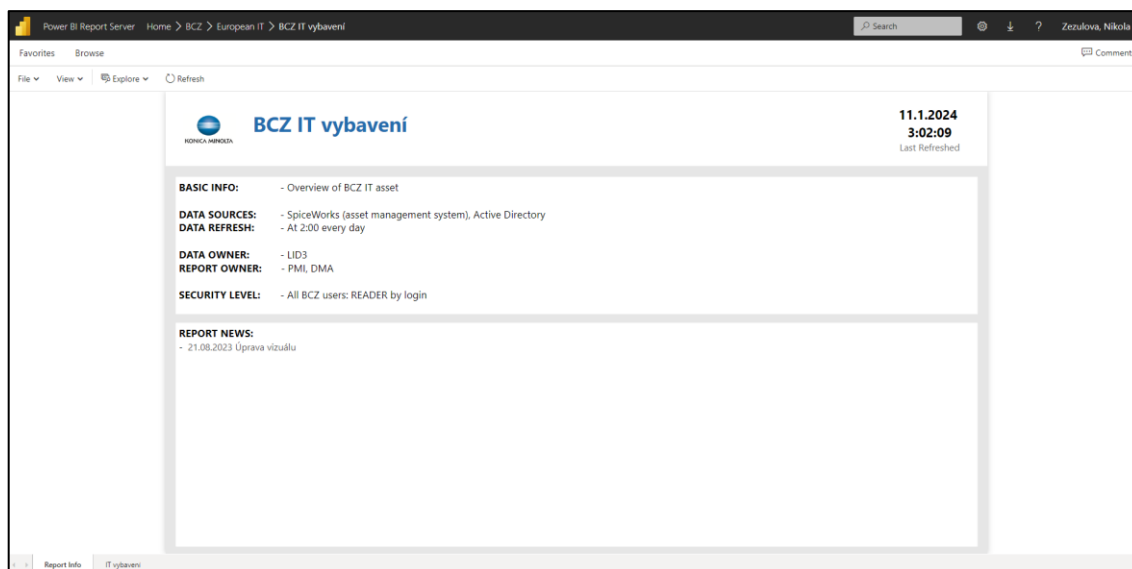 Power BI Report Server Home > BCZ > European IT > BCZ IT vybavení Search ? Zezulova, Nikola
Favorites Browse Comment
File View Explore Refresh
KONICA MINOLTA
BCZ IT vybavení
11.1.2024
3:02:09
Last Refreshed
BASIC INFO: - Overview of BCZ IT asset
DATA SOURCES: - SpiceWorks (asset management system), Active Directory
DATA REFRESH: - At 2:00 every day
DATA OWNER: - LID3
REPORT OWNER: - PMI, DMA
SECURITY LEVEL: - All BCZ users: READER by login
REPORT NEWS:
- 21.08.2023 Úprava vizuálu
Report Info IT vybaveni